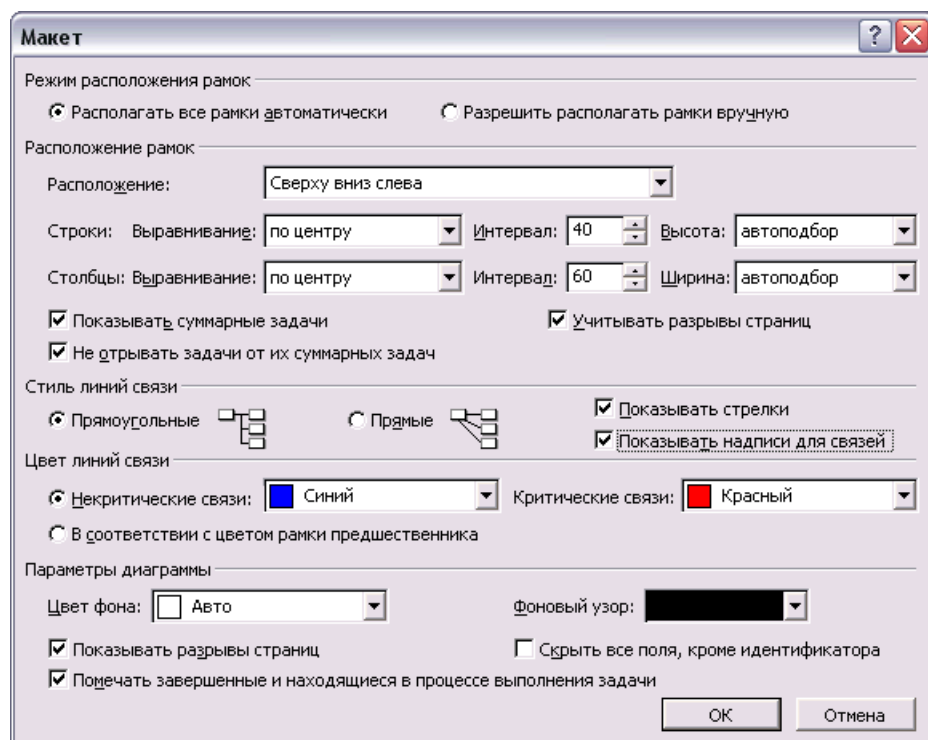 Макет
Режим расположения рамок
Располагать все рамки автоматически Разрешить располагать рамки вручную
Расположение рамок
Расположение: Сверху вниз слева
Строки: Выравнивание: по центру Интервал: 40 Высота: автоподбор
Столбцы: Выравнивание: по центру Интервал: 60 Ширина: автоподбор
Показывать суммарные задачи Учитывать разрывы страниц
Не отрывать задачи от их суммарных задач
Стиль линий связи
Прямоугольные Прямые Показывать стрелки
Показывать надписи для связей
Цвет линий связи
Некритические связи: Синий Критические связи: Красный
В соответствии с цветом рамки предшественника
Параметры диаграммы
Цвет фона: Авто Фоновый узор:
Показывать разрывы страниц Скрыть все поля, кроме идентификатора
Помечать завершенные и находящиеся в процессе выполнения задачи
ОК Отмена